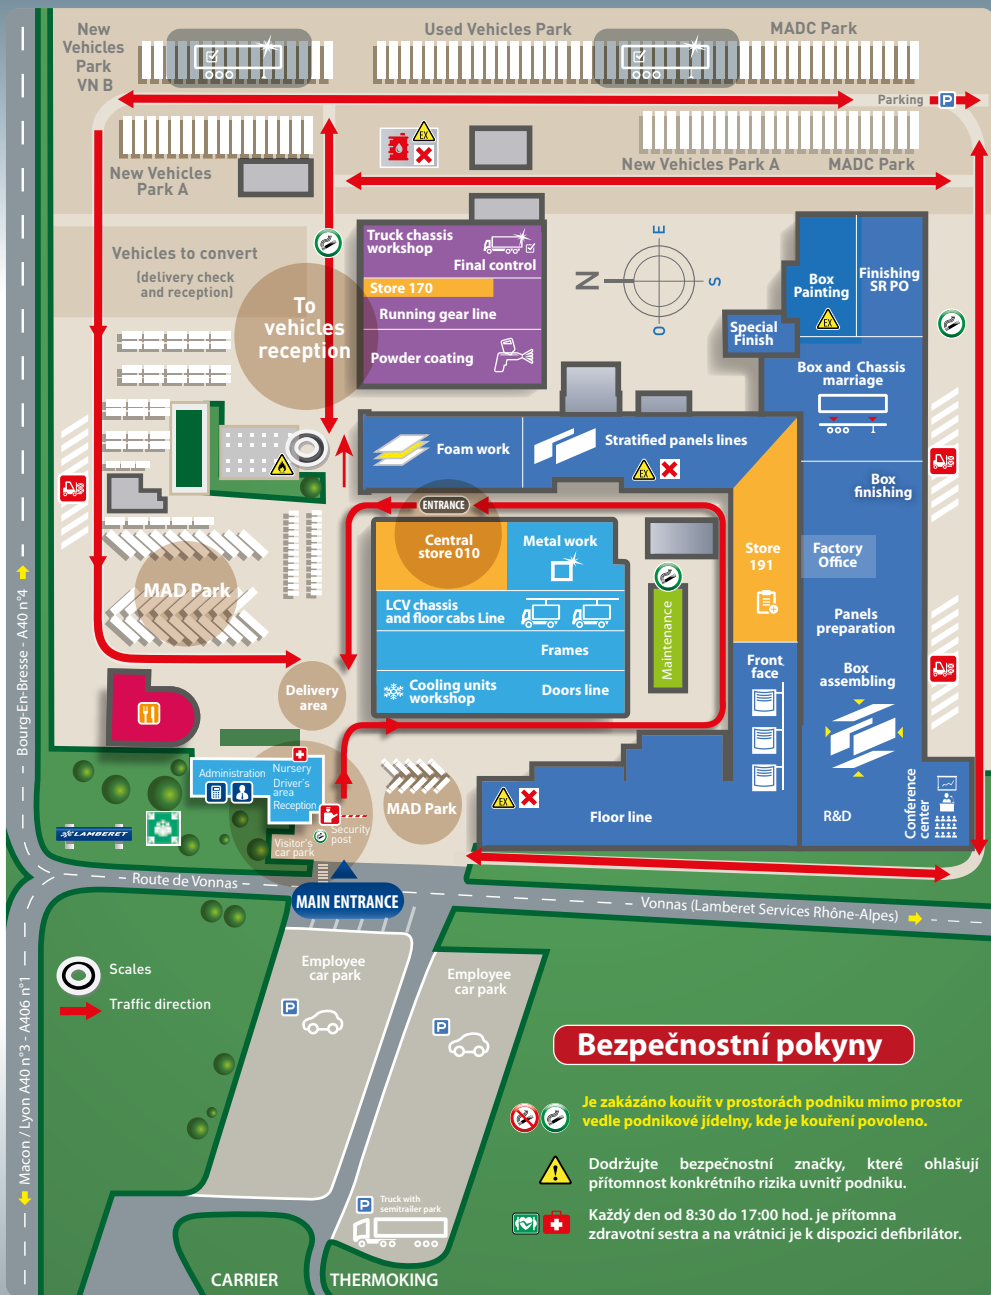 New
Vehicles
Park
VN B
Used Vehicles Park
MADC Park
Parking
P
New Vehicles
Park A
EX
New Vehicles Park A
MADC Park
Vehicles to convert
(delivery check
and reception)
To
vehicles
reception
Truck chassis
workshop
Final control
Store 170
Running gear line
Powder coating
E
N
S
O
Box
Painting
EX
Finishing
SR PO
Special
Finish
Box and Chassis
marriage
Foam work
Stratified panels lines
EX
Box
finishing
ENTRANCE
Central
store 010
Metal work
Store
191
Factory
Office
MAD Park
LCV chassis
and floor cabs Line
Frames
Maintenance
Panels
preparation
Cooling units
workshop
Doors line
Front
face
Box
assembling
Delivery
area
Administration
Nursery
Driver's
area
Reception
Security
post
Visitor's
car park
MAD Park
EX
Floor line
R&D
Conference
center
LAMBERET
Bourg-En-Bresse - A40 n°4
Route de Vonnas
MAIN ENTRANCE
Vonnas (Lamberet Services Rhône-Alpes)
Macon / Lyon A40 n°3 - A406 n°1
Scales
Traffic direction
Employee
car park
P
Employee
car park
P
P
Truck with
semitrailer park
CARRIER
THERMOKING
Bezpečnostní pokyny
Je zakázáno kouřit v prostorách podniku mimo prostor
vedle podnikové jídelny, kde je kouření povoleno.
Dodržujte bezpečnostní značky, které ohlašují
přítomnost konkrétního rizika uvnitř podniku.
Každý den od 8:30 do 17:00 hod. je přítomna
zdravotní sestra a na vrátnici je k dispozici defibrilátor.